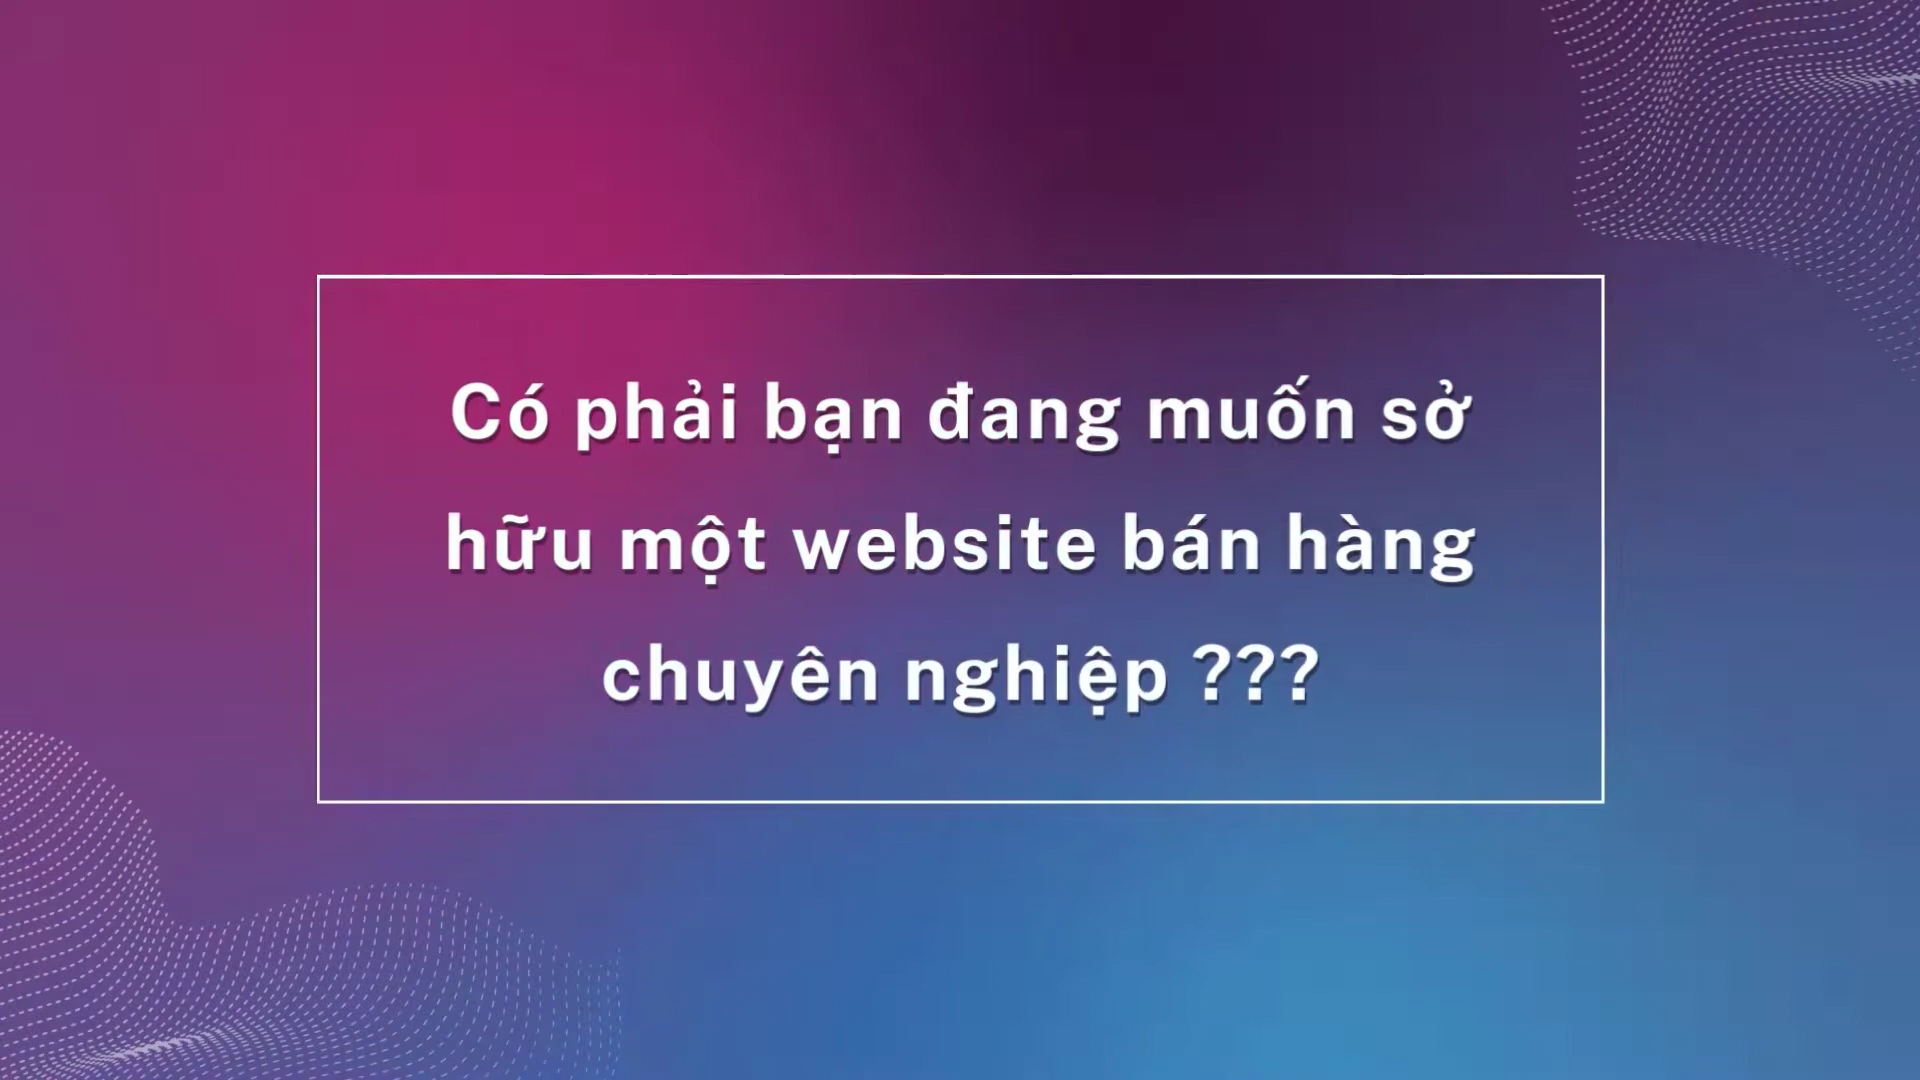 Có phải bạn đang muốn sở
hữu một website bán hàng
chuyên nghiệp ???